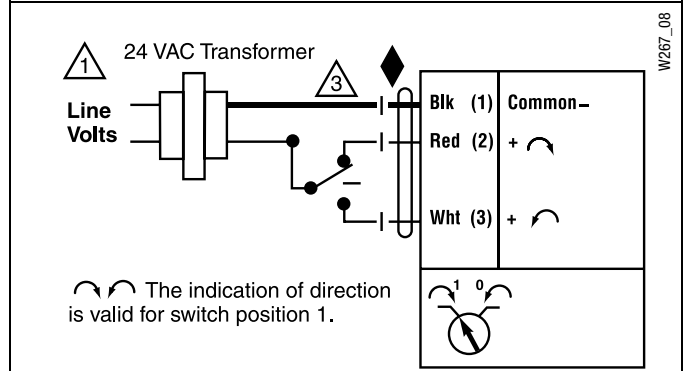 W267_08
1
24 VAC Transformer
3
Line
Volts
Blk (1) Common –
Red (2) +
Wht (3) +
The indication of direction
is valid for switch position 1.
1 0